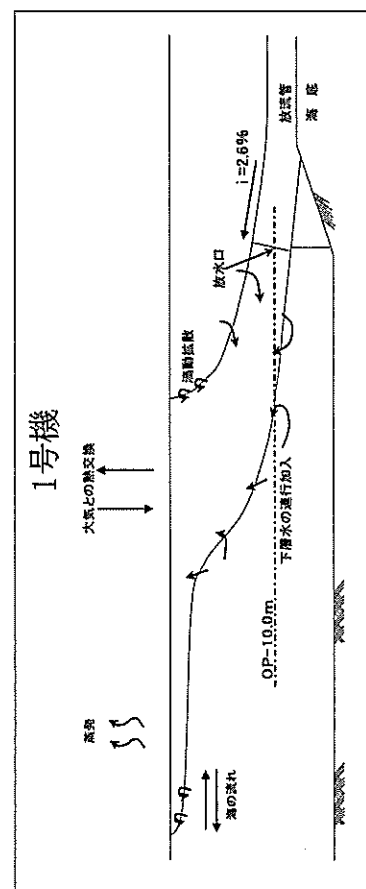 1号機
蒸発
大気との熱交換
渦動拡散
i=2.6%
放水口
放流管
海底
海の流れ
OP-10.0m
下層水の連行加入